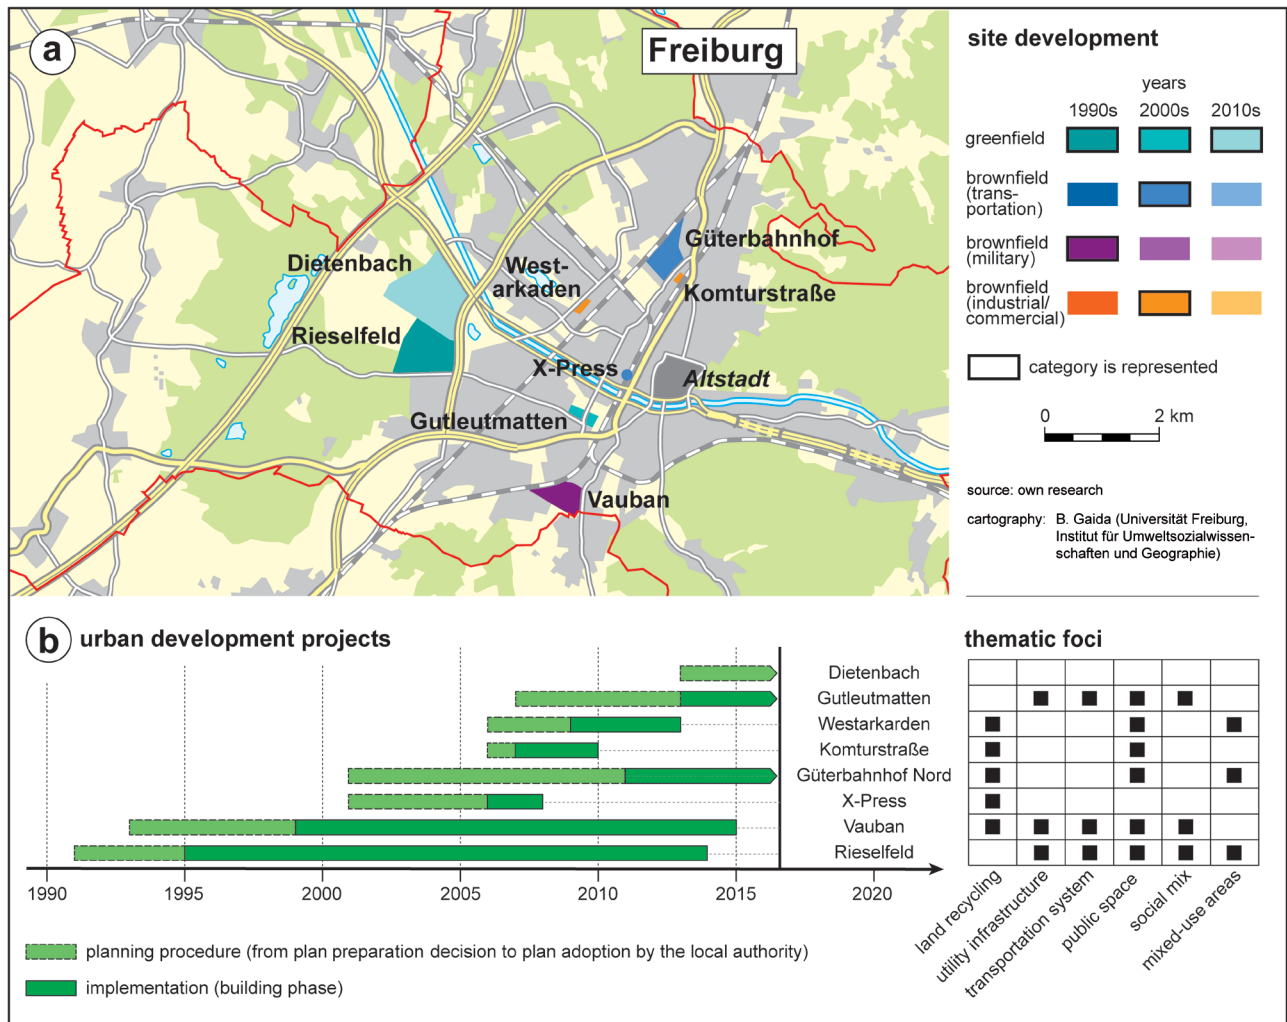 a
Freiburg
Dietenbach
West-
arkaden
Güterbahnhof
Komturstraße
Rieselfeld
X-Press
Altstadt
Gutleutmatten
Vauban
site development
years
1990s 2000s 2010s
greenfield
brownfield
(trans-
portation)
brownfield
(military)
brownfield
(industrial/
commercial)
category is represented
0 2 km
source: own research
cartography: B. Gaida (Universität Freiburg,
Institut für Umweltsozialwissen-
schaften und Geographie)
b urban development projects
thematic foci
Dietenbach
Gutleutmatten
Westarkarden
Komturstraße
Güterbahnhof Nord
X-Press
Vauban
Rieselfeld
1990 1995 2000 2005 2010 2015 2020
land recycling
utility infrastructure
transportation system
public space
social mix
mixed-use areas
planning procedure (from plan preparation decision to plan adoption by the local authority)
implementation (building phase)